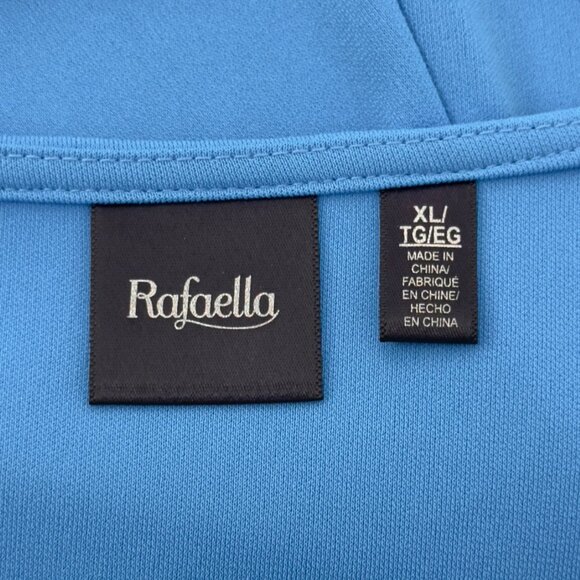 Rafaella
XL/
TG/EG
MADE IN
CHINA/
FABRIQUÉ
EN CHINE/
HECHO
EN CHINA